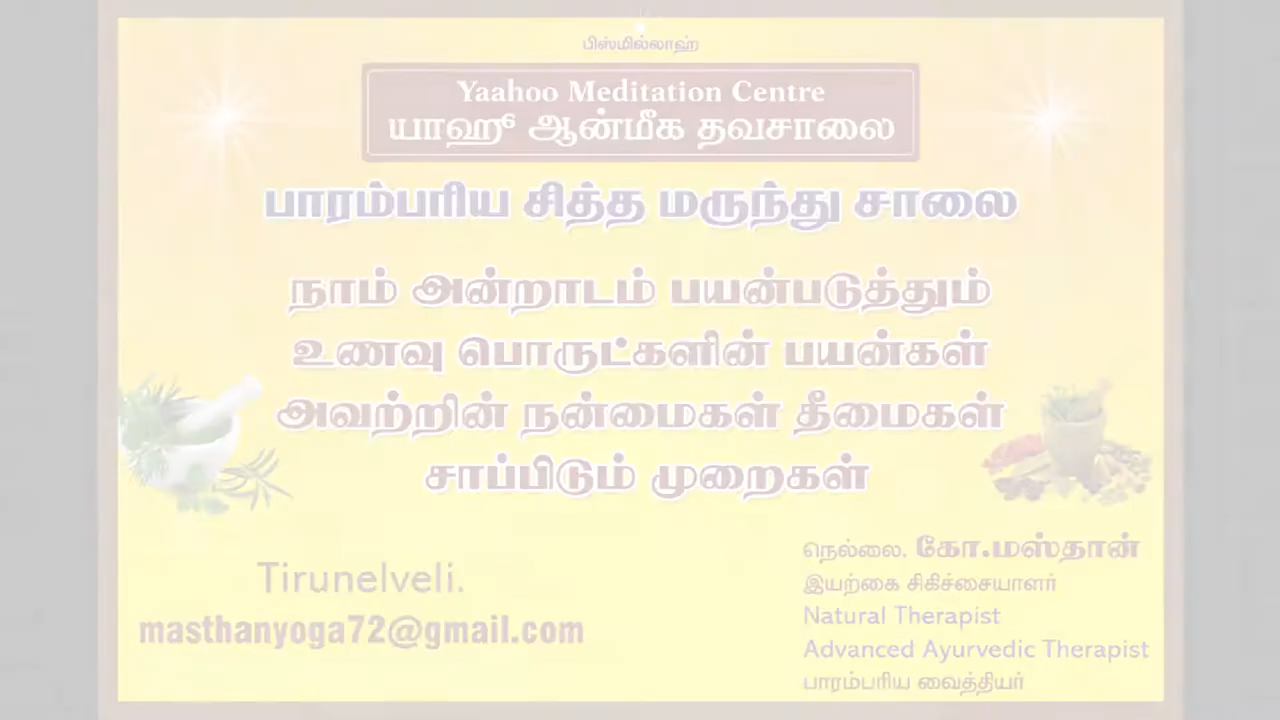 பிஸ்மில்லாஹ்
Yaahoo Meditation Centre
யாஹூ ஆன்மீக தவசாலை
பாரம்பரிய சித்த மருந்து சாலை
நாம் அன்றாடம் பயன்படுத்தும்
உணவு பொருட்களின் பயன்கள்
அவற்றின் நன்மைகள் தீமைகள்
சாப்பிடும் முறைகள்
Tirunelveli.
masthanyoga72@gmail.com
நெல்லை. கோ.மஸ்தான்
இயற்கை சிகிச்சையாளர்
Natural Therapist
Advanced Ayurvedic Therapist
பாரம்பரிய வைத்தியர்